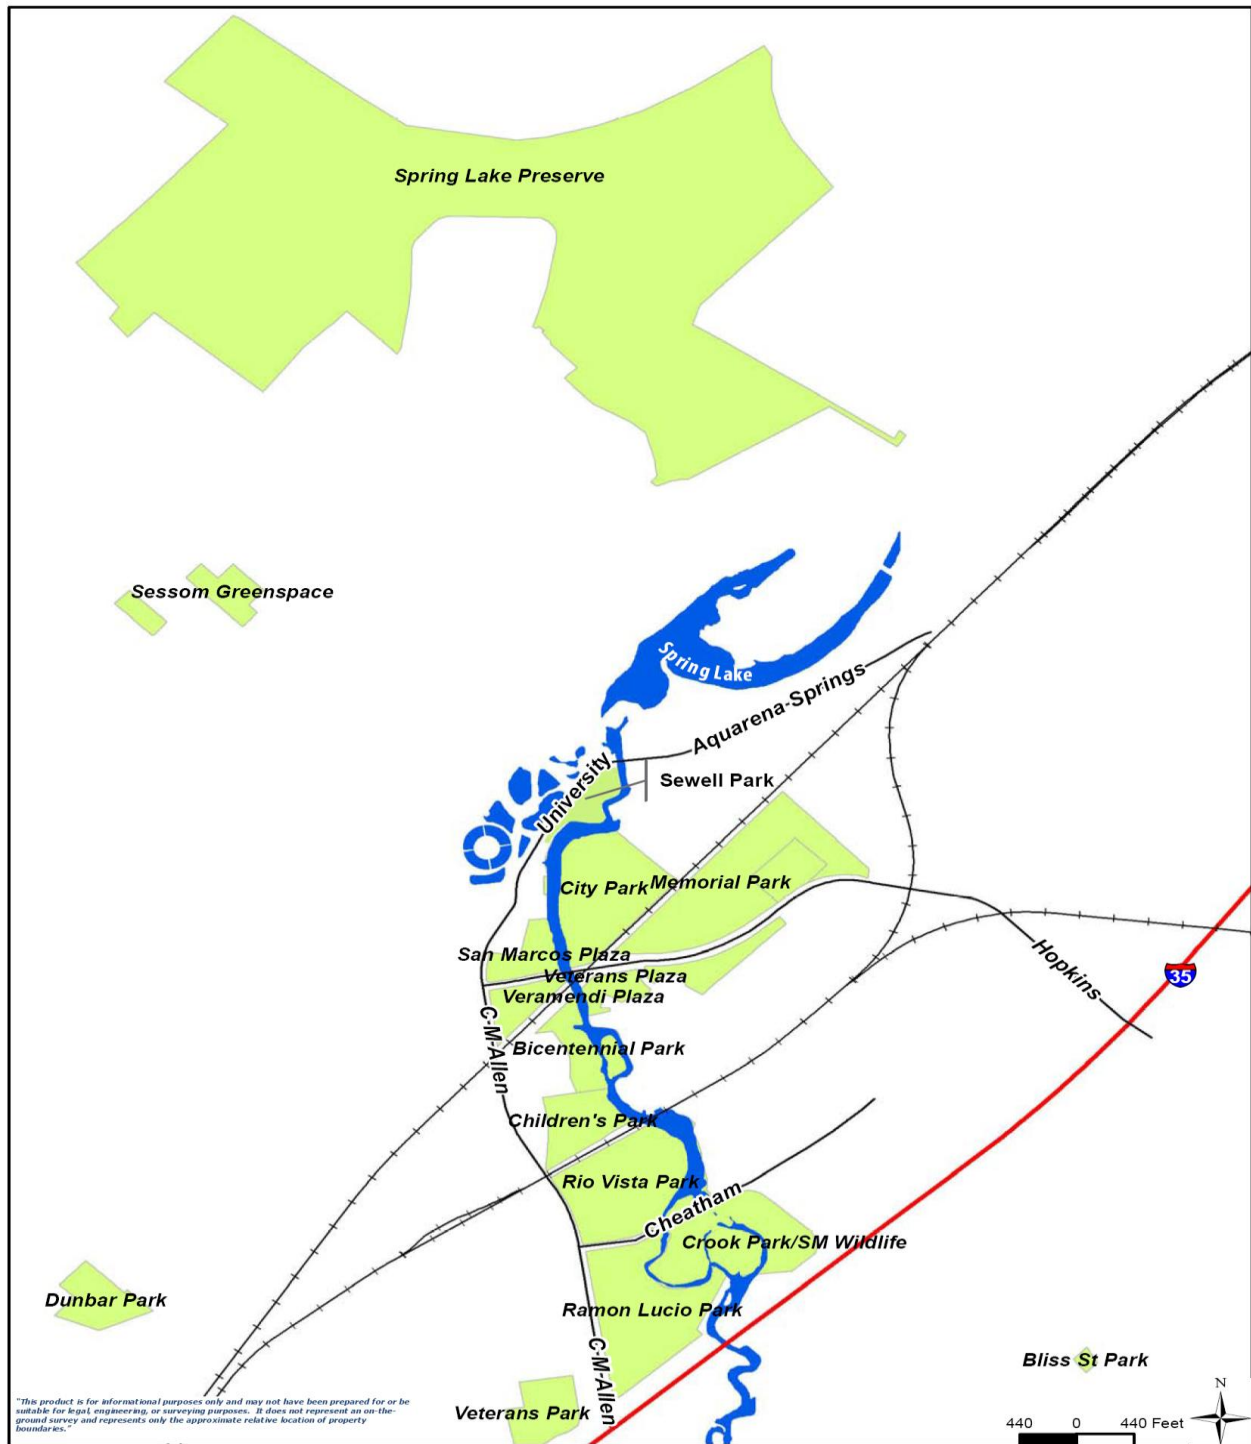 Spring Lake Preserve
Sessom Greenspace
Spring Lake
Aquarena-Springs
University
Sewell Park
City Park
Memorial Park
San Marcos Plaza
Veterans Plaza
Veramendi Plaza
Hopkins
35
C-M-Allen
Bicentennial Park
Children's Park
Rio Vista Park
Cheatham
Crook Park/SM Wildlife
Dunbar Park
Ramon Lucio Park
C-M-Allen
Bliss St Park
Veterans Park
"This product is for informational purposes only and may not have been prepared for or be
suitable for legal, engineering, or surveying purposes. It does not represent an on-the-
ground survey and represents only the approximate relative location of property
boundaries."
N
440 0 440 Feet